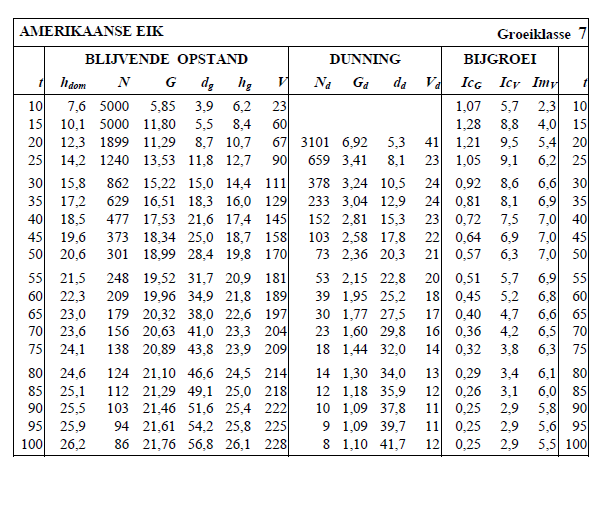 AMERIKAANSE EIK Groeiklasse 7
BLIJVENDE OPSTAND DUNNING BIJGROEI
t hdom N G dg hg V Nd Gd dd Vd IcG IcV ImV t
10 7,6 5000 5,85 3,9 6,2 23 1,07 5,7 2,3 10
15 10,1 5000 11,80 5,5 8,4 60 1,28 8,8 4,0 15
20 12,3 1899 11,29 8,7 10,7 67 3101 6,92 5,3 41 1,21 9,5 5,4 20
25 14,2 1240 13,53 11,8 12,7 90 659 3,41 8,1 23 1,05 9,1 6,2 25
30 15,8 862 15,22 15,0 14,4 111 378 3,24 10,5 24 0,92 8,6 6,6 30
35 17,2 629 16,51 18,3 16,0 129 233 3,04 12,9 24 0,81 8,1 6,9 35
40 18,5 477 17,53 21,6 17,4 145 152 2,81 15,3 23 0,72 7,5 7,0 40
45 19,6 373 18,34 25,0 18,7 158 103 2,58 17,8 22 0,64 6,9 7,0 45
50 20,6 301 18,99 28,4 19,8 170 73 2,36 20,3 21 0,57 6,3 7,0 50
55 21,5 248 19,52 31,7 20,9 181 53 2,15 22,8 20 0,51 5,7 6,9 55
60 22,3 209 19,96 34,9 21,8 189 39 1,95 25,2 18 0,45 5,2 6,8 60
65 23,0 179 20,32 38,0 22,6 197 30 1,77 27,5 17 0,40 4,7 6,6 65
70 23,6 156 20,63 41,0 23,3 204 23 1,60 29,8 16 0,36 4,2 6,5 70
75 24,1 138 20,89 43,8 23,9 209 18 1,44 32,0 14 0,32 3,8 6,3 75
80 24,6 124 21,10 46,6 24,5 214 14 1,30 34,0 13 0,29 3,4 6,1 80
85 25,1 112 21,29 49,1 25,0 218 12 1,18 35,9 12 0,26 3,1 6,0 85
90 25,5 103 21,46 51,6 25,4 222 10 1,09 37,8 11 0,25 2,9 5,8 90
95 25,9 94 21,61 54,2 25,8 225 9 1,09 39,7 11 0,25 2,9 5,6 95
100 26,2 86 21,76 56,8 26,1 228 8 1,10 41,7 12 0,25 2,9 5,5 100